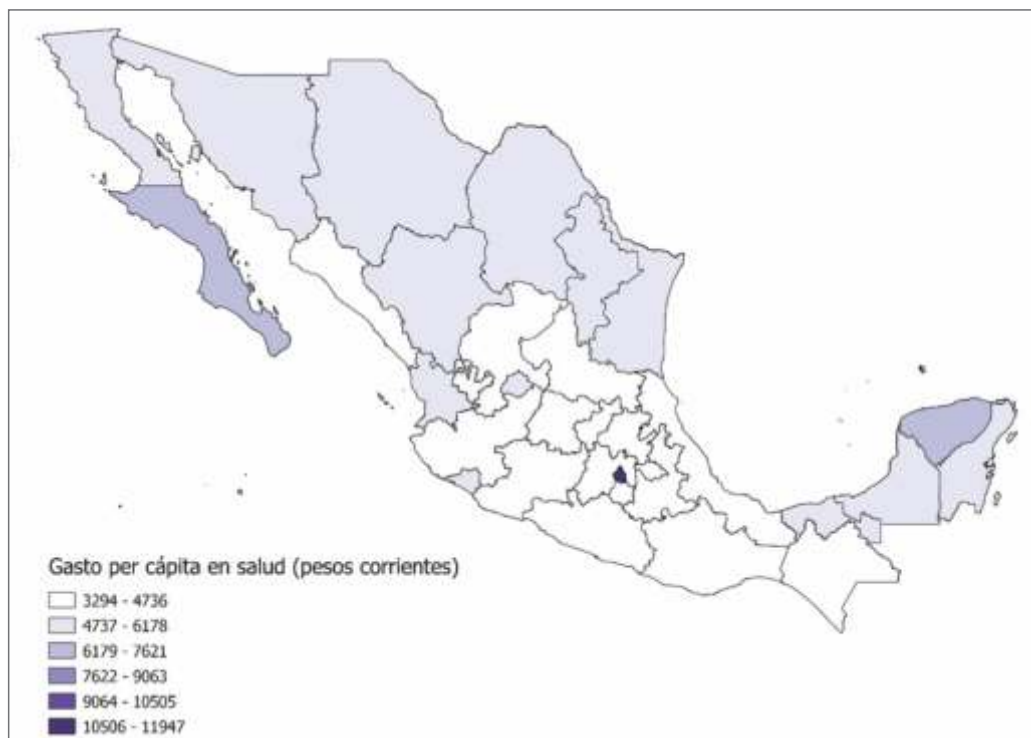 Gasto per cápita en salud (pesos corrientes)
3294 - 4736
4737 - 6178
6179 - 7621
7622 - 9063
9064 - 10505
10506 - 11947